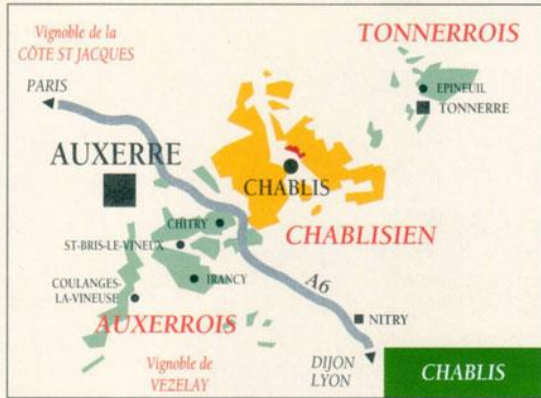 Vignoble de la
CÔTE ST JACQUES
TONNERROIS
PARIS
EPINEUIL
TONNERRE
AUXERRE
CHABLIS
CHITRY
CHABLISIEN
ST-BRIS-LE-VINEUX
COULANGES-
LA-VINEUSE
IRANCY
A6
AUXERROIS
NITRY
Vignoble de
VEZELAY
DIJON
LYON
CHABLIS